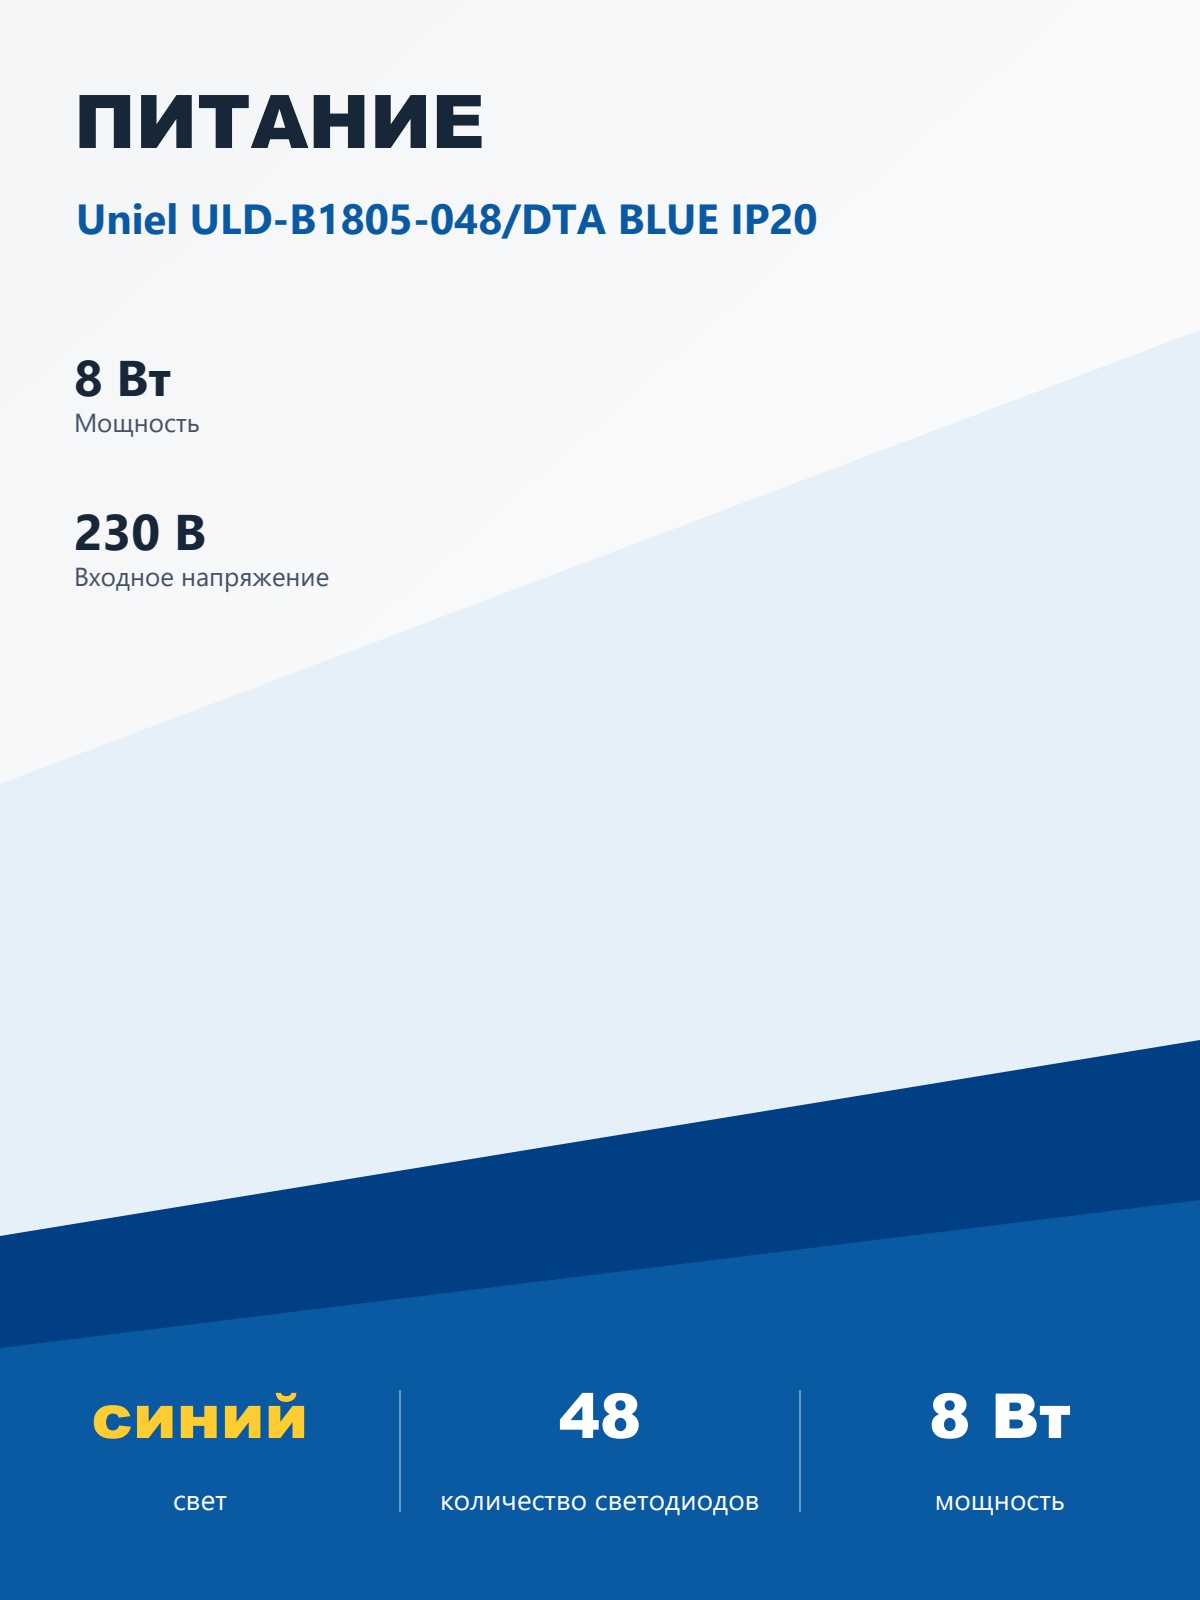 ПИТАНИЕ
Uniel ULD-B1805-048/DTA BLUE IP20
8 Вт
Мощность
230 В
Входное напряжение
синий
свет
48
количество светодиодов
8 Вт
мощность